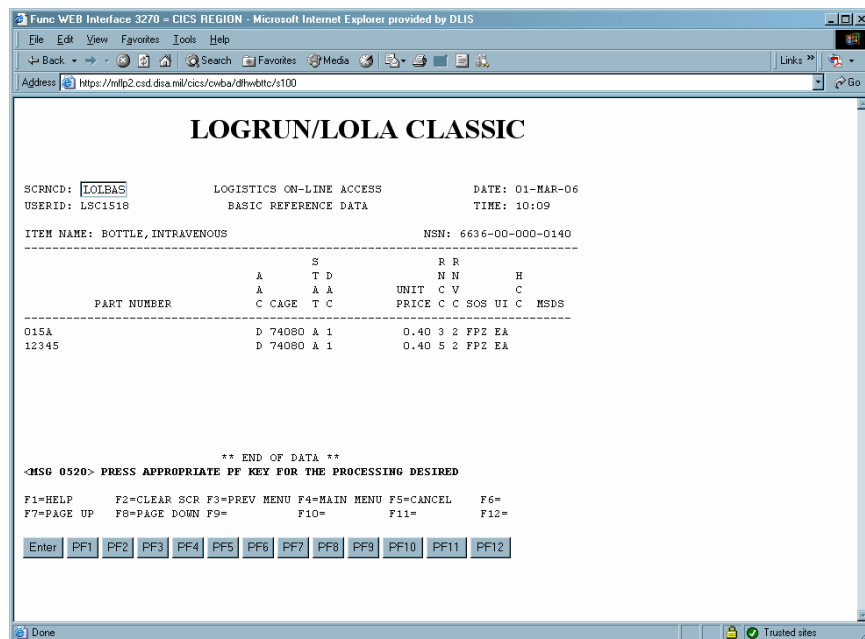 Func WEB Interface 3270 = CICS REGION - Microsoft Internet Explorer provided by DLIS
File Edit View Favorites Tools Help
Back Search Favorites Media Links »
Address https://mflp2.csd.disa.mil/cics/cwba/dfhwbttc/s100 Go
LOGRUN/LOLA CLASSIC
SCRNCD: LOLBAS LOGISTICS ON-LINE ACCESS DATE: 01-MAR-06
USERID: LSC1518 BASIC REFERENCE DATA TIME: 10:09
ITEM NAME: BOTTLE,INTRAVENOUS NSN: 6636-00-000-0140
--------------------------------------------------------------------------------
S R R
A T D N N H
A A A UNIT C V C
PART NUMBER C CAGE T C PRICE C C SOS UI C MSDS
--------------------------------------------------------------------------------
015A D 74080 A 1 0.40 3 2 FPZ EA
12345 D 74080 A 1 0.40 5 2 FPZ EA
** END OF DATA **
<MSG 0520> PRESS APPROPRIATE PF KEY FOR THE PROCESSING DESIRED
F1=HELP F2=CLEAR SCR F3=PREV MENU F4=MAIN MENU F5=CANCEL F6=
F7=PAGE UP F8=PAGE DOWN F9= F10= F11= F12=
Enter PF1 PF2 PF3 PF4 PF5 PF6 PF7 PF8 PF9 PF10 PF11 PF12
Done Trusted sites